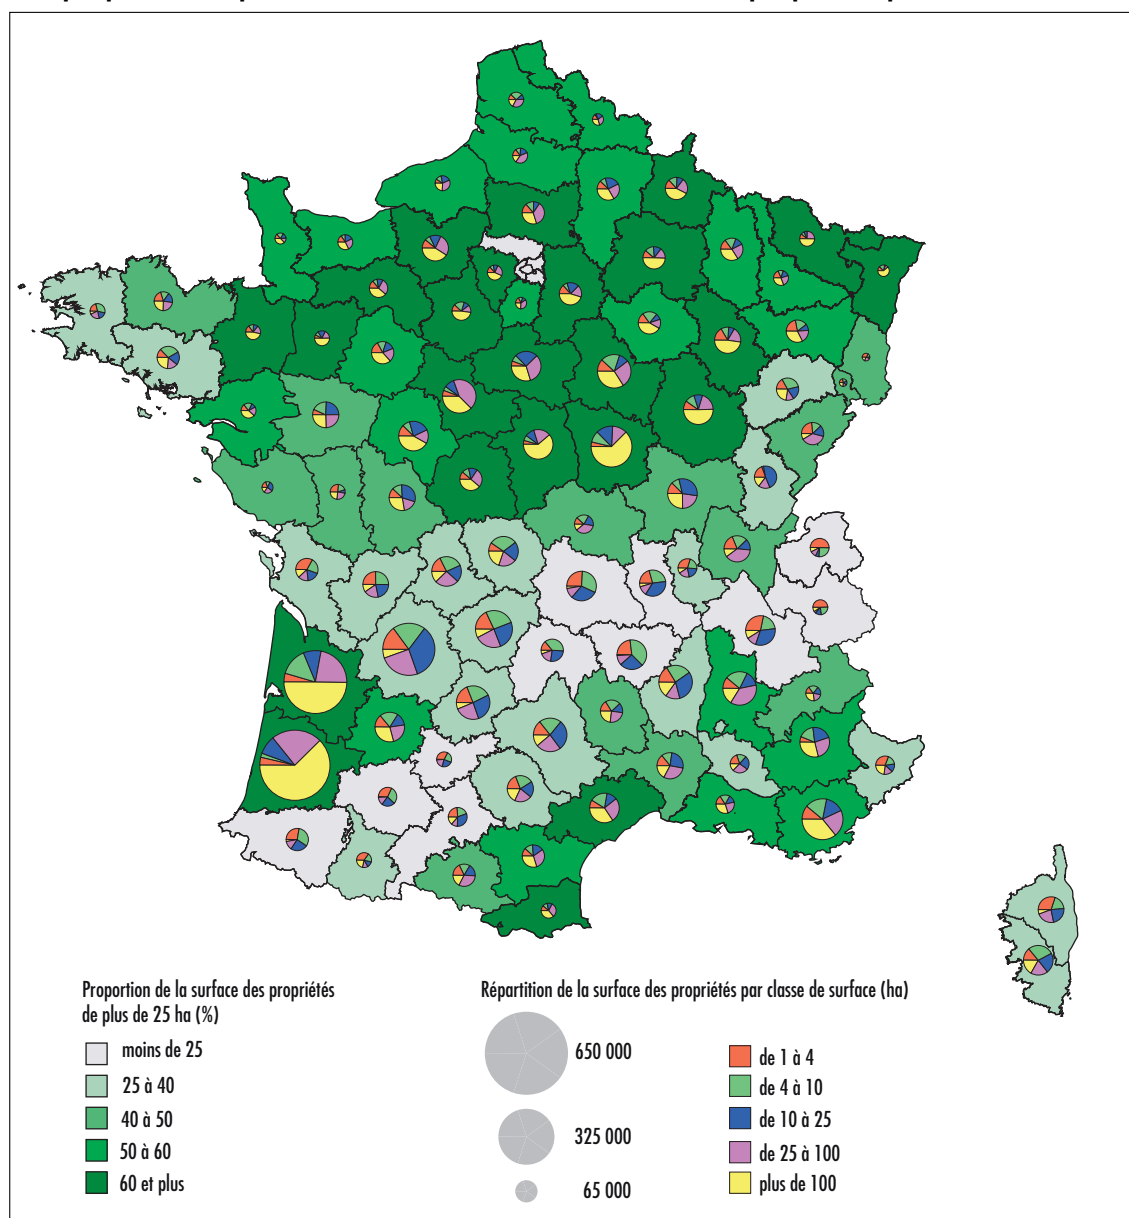 Proportion de la surface des propriétés
de plus de 25 ha (%)
moins de 25
25 à 40
40 à 50
50 à 60
60 et plus
Répartition de la surface des propriétés par classe de surface (ha)
650 000
325 000
65 000
de 1 à 4
de 4 à 10
de 10 à 25
de 25 à 100
plus de 100